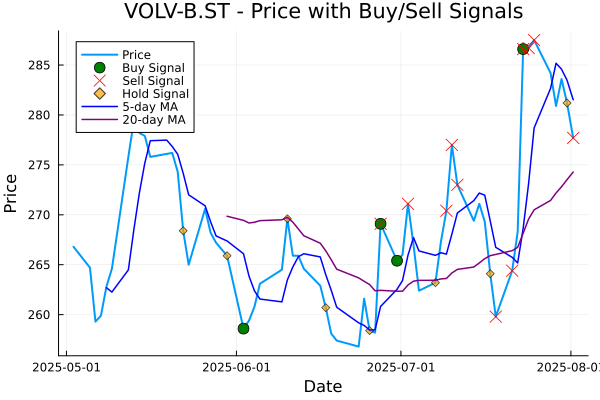 VOLV-B.ST - Price with Buy/Sell Signals
Price
Buy Signal
Sell Signal
Hold Signal
5-day MA
20-day MA
285
280
275
270
265
260
Price
2025-05-01
2025-06-01
2025-07-01
2025-08-0
Date